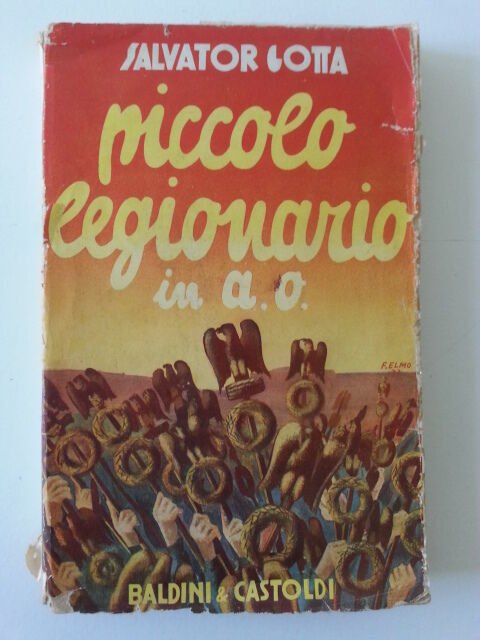 SALVATOR GOTTA
piccolo
legionario
in a.o.
F. ELMO
BALDINI & CASTOLDI